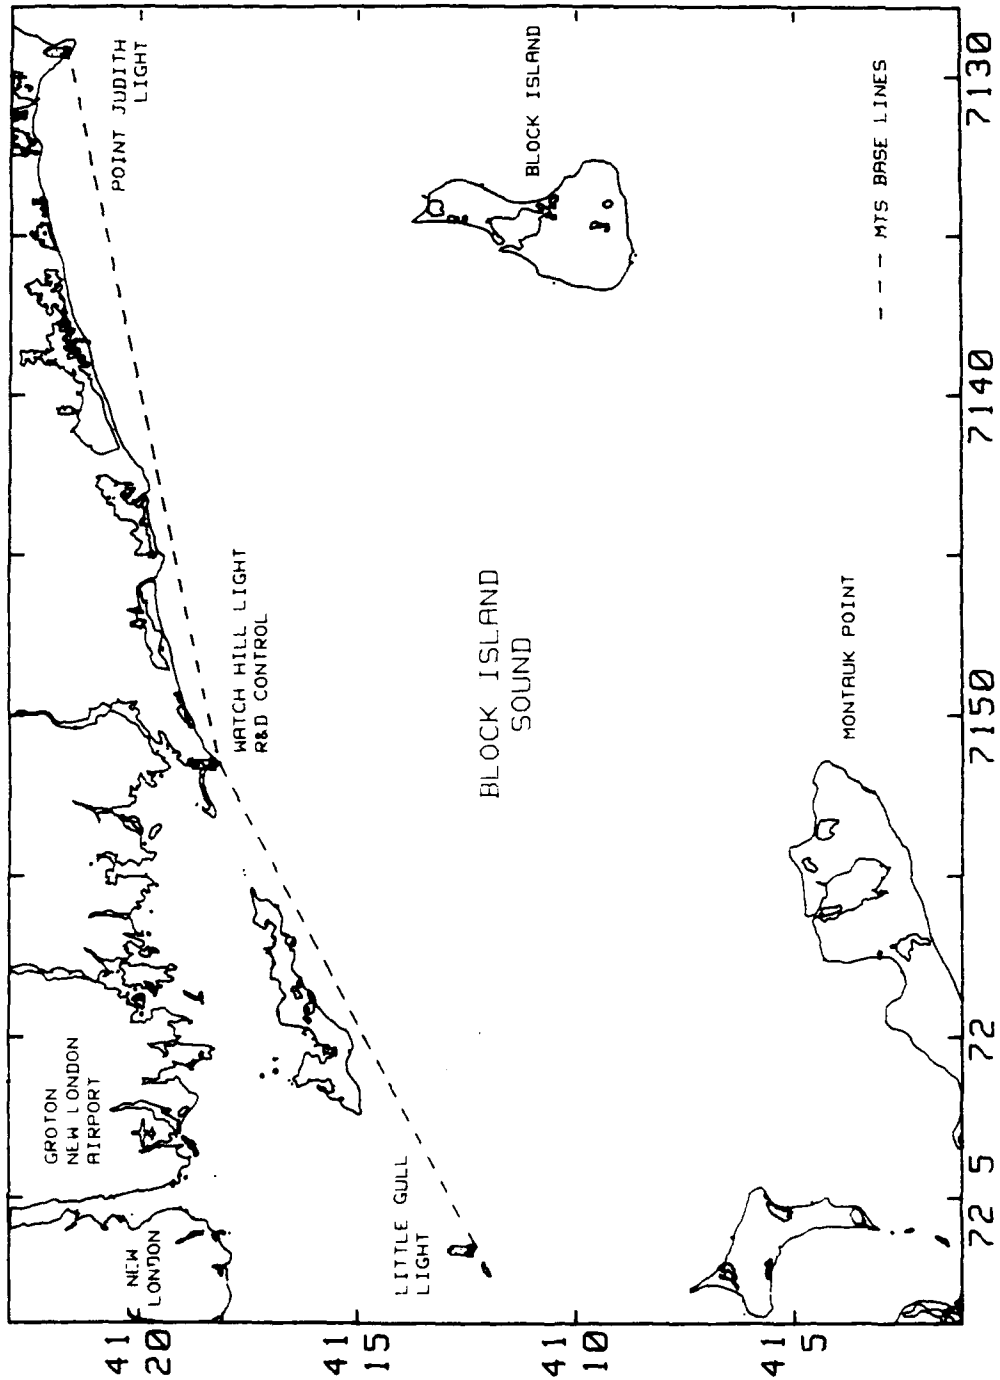 POINT JUDITH
LIGHT
BLOCK ISLAND
- - - MTS BASE LINES
WATCH HILL LIGHT
R&D CONTROL
BLOCK ISLAND
SOUND
MONTAUK POINT
GROTON
NEW LONDON
AIRPORT
NEW
LONDON
LITTLE GULL
LIGHT
41
20
41
15
41
10
41 5
72 5
72
7150
7140
7130